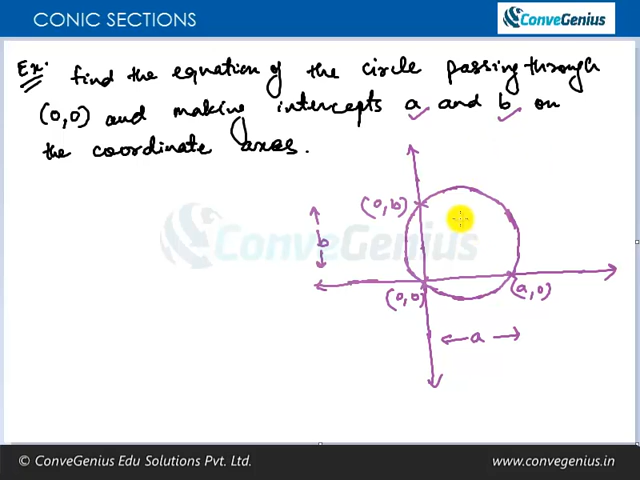 CONIC SECTIONS
ConveGenius
Ex: find the equation of the circle passing through
(0,0) and making intercepts a and b on
the coordinate axes.
(0,b)
b
ConveGenius
(0,0)
(a,0)
a
© ConveGenius Edu Solutions Pvt. Ltd.
www.convegenius.in